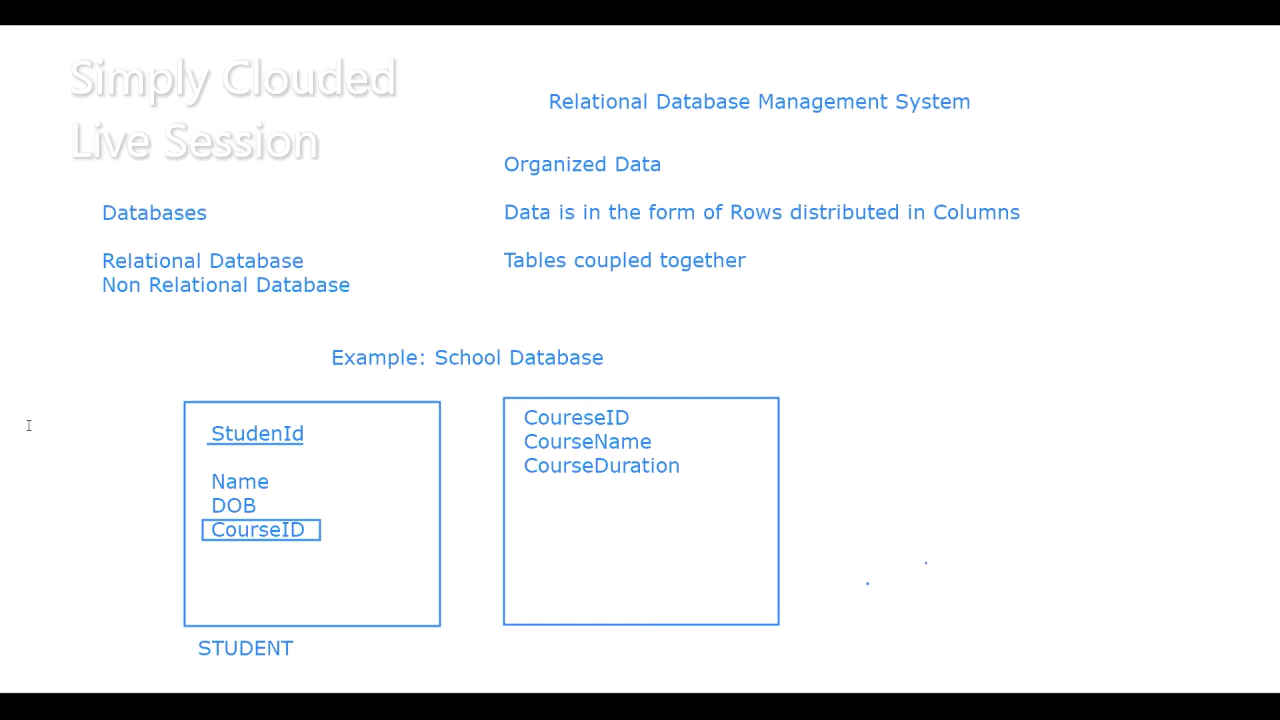 Simply Clouded
Live Session
Relational Database Management System
Organized Data
Databases
Data is in the form of Rows distributed in Columns
Relational Database
Non Relational Database
Tables coupled together
Example: School Database
StudenId
Name
DOB
CourseID
STUDENT
CoureseID
CourseName
CourseDuration